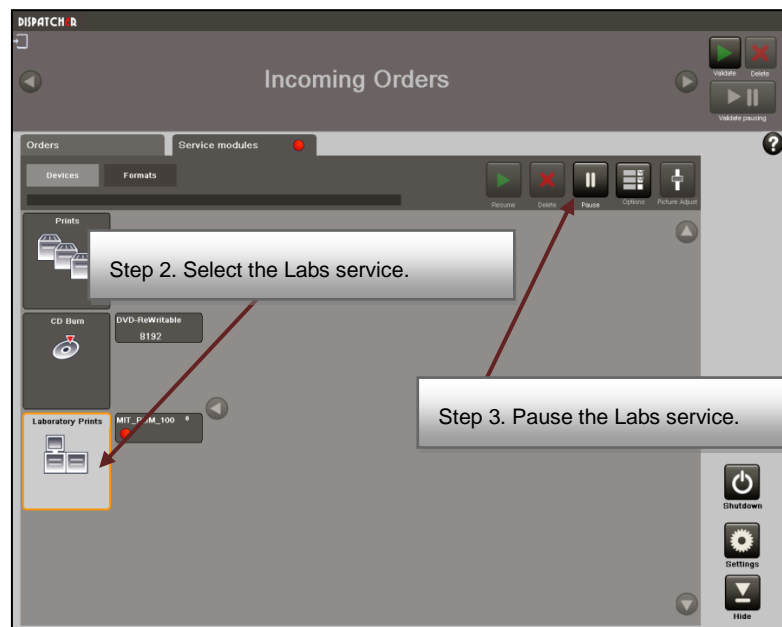 DISPATCHER
Incoming Orders
Validate Delete
Validate pausing
Orders Service modules
?
Devices Formats
Resume Delete Pause Options Picture Adjust
Prints
Step 2. Select the Labs service.
CD Burn DVD-ReWritable
8192
Step 3. Pause the Labs service.
Laboratory Prints
Shutdown
Settings
Hide